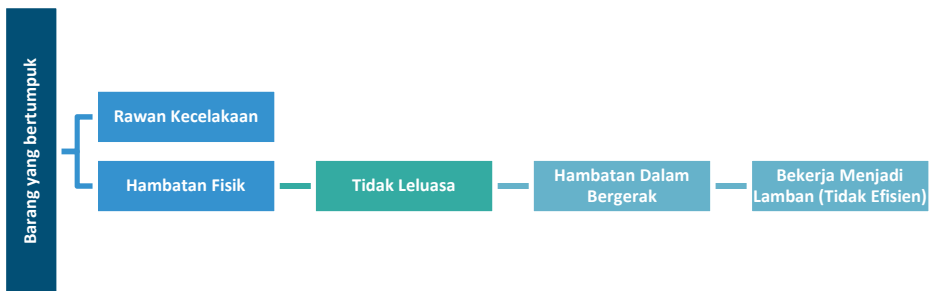 Barang yang bertumpuk
Rawan Kecelakaan
Hambatan Fisik
Tidak Leluasa
Hambatan Dalam
Bergerak
Bekerja Menjadi
Lamban (Tidak Efisien)